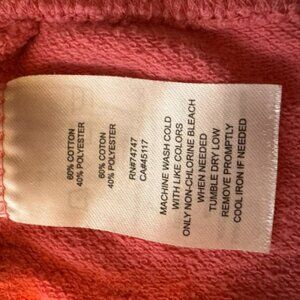 60% COTTON
40% POLYESTER
60% COTON
40% POLYESTER
RN#74747
CA#45117
MACHINE WASH COLD
WITH LIKE COLORS
ONLY NON-CHLORINE BLEACH
WHEN NEEDED
TUMBLE DRY LOW
REMOVE PROMPTLY
COOL IRON IF NEEDED